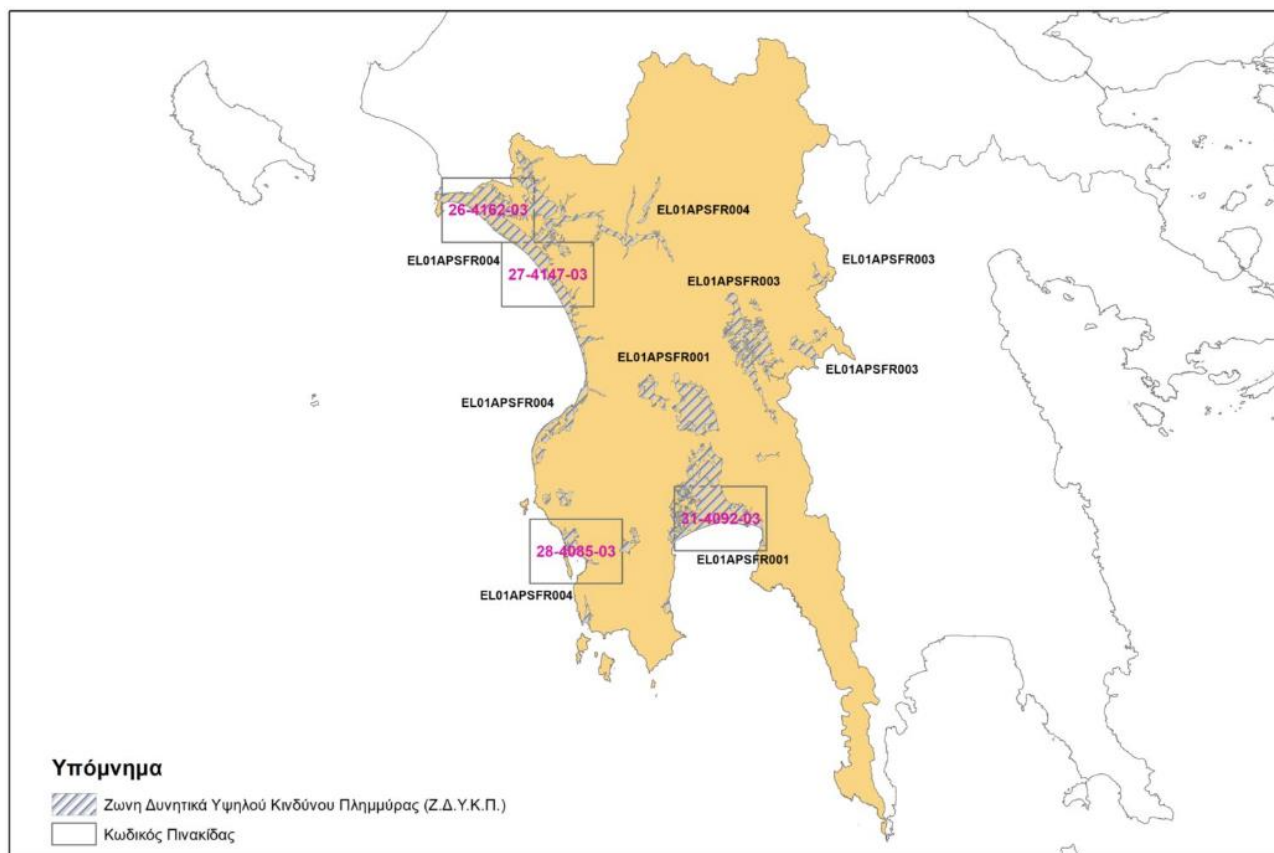 26-4162-03
EL01APSFR004
EL01APSFR004
27-4147-03
EL01APSFR003
EL01APSFR003
EL01APSFR001
EL01APSFR003
EL01APSFR004
31-4092-03
28-4085-03
EL01APSFR001
EL01APSFR004
Υπόμνημα
Ζωνη Δυνητικά Υψηλού Κινδύνου Πλημμύρας (Ζ.Δ.Υ.Κ.Π.)
Κωδικός Πινακίδας